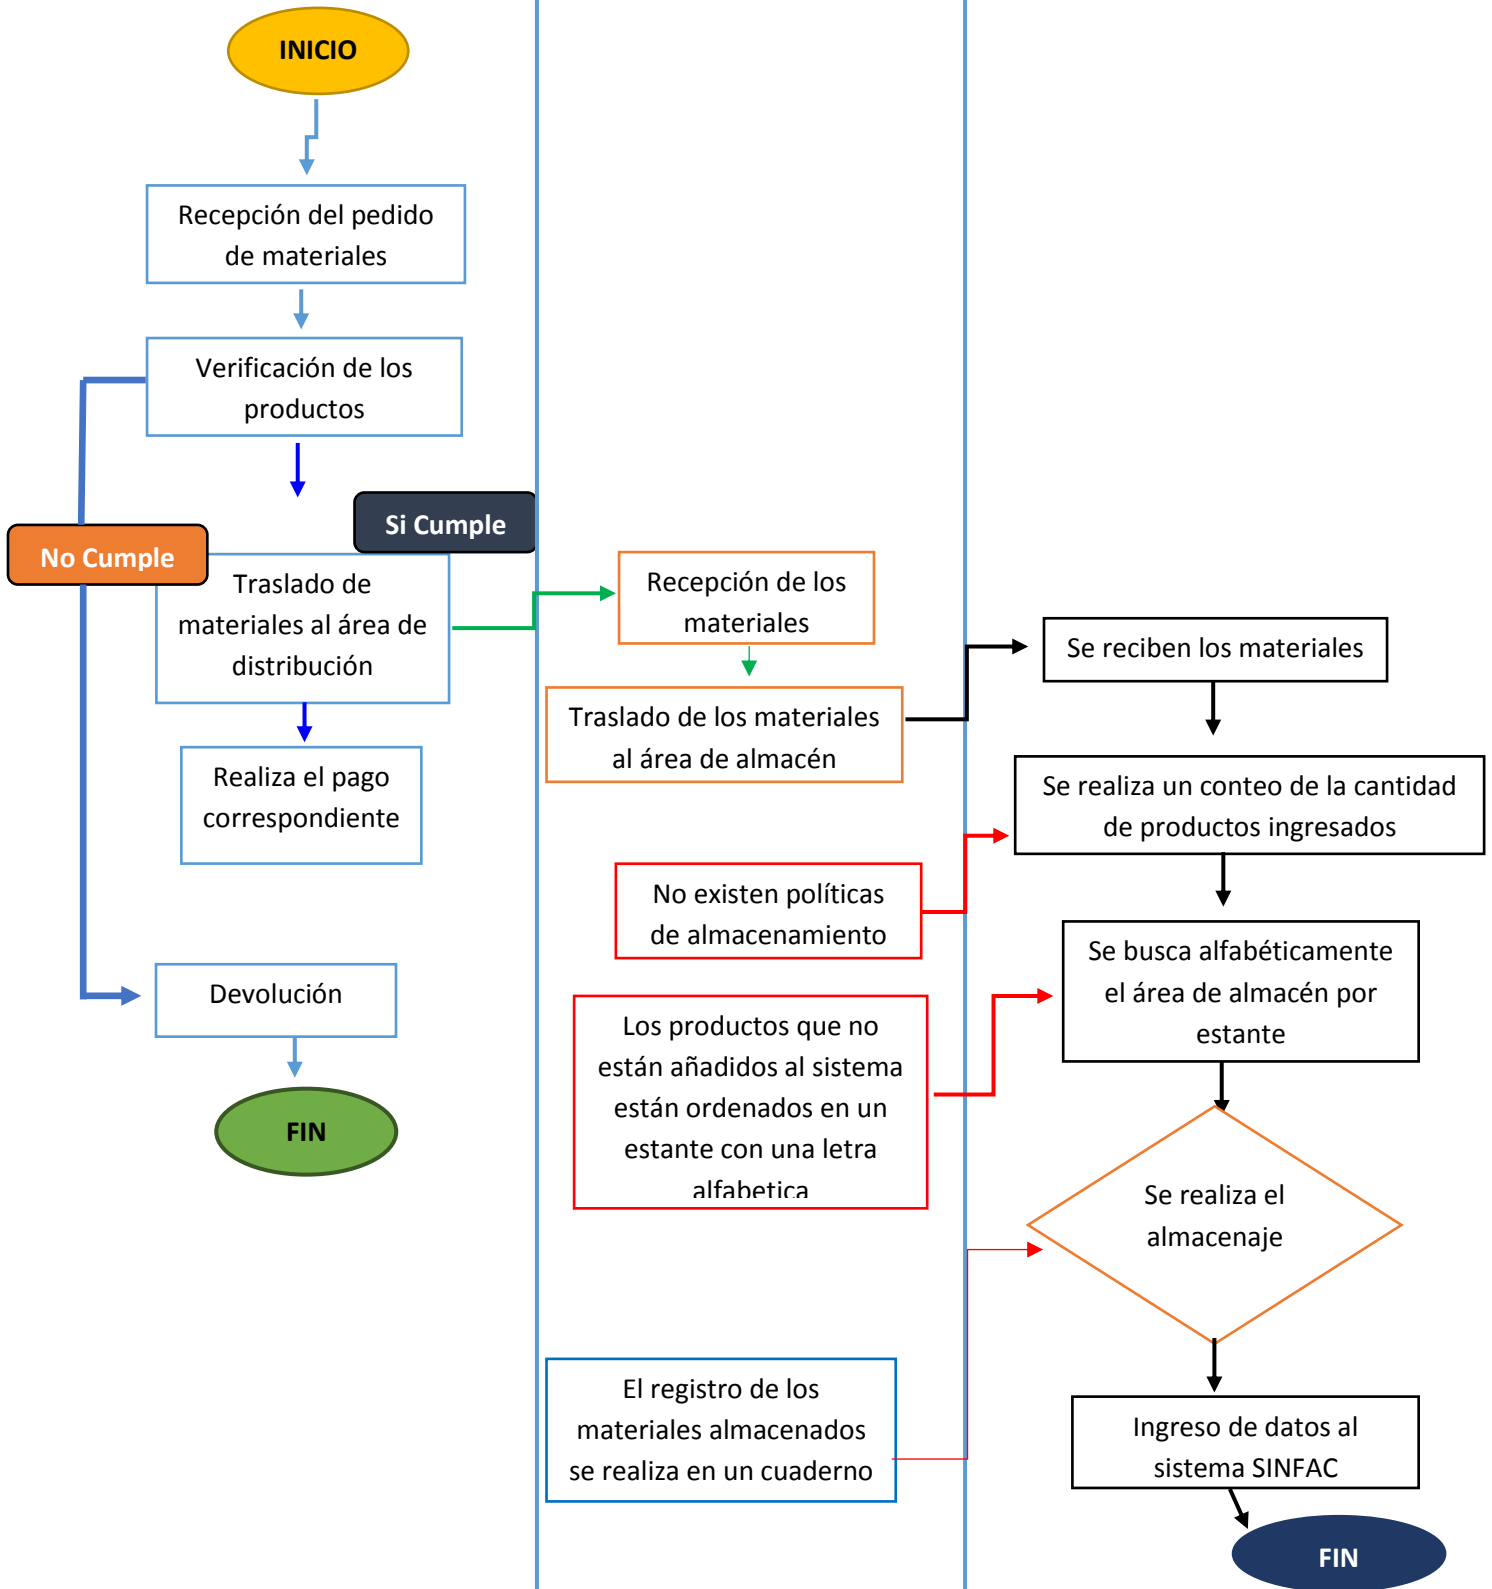 INICIO
Recepción del pedido
de materiales
Verificación de los
productos
Si Cumple
No Cumple
Traslado de
materiales al área de
distribución
Realiza el pago
correspondiente
Devolución
FIN
Recepción de los
materiales
Traslado de los materiales
al área de almacén
No existen políticas
de almacenamiento
Los productos que no
están añadidos al sistema
están ordenados en un
estante con una letra
alfabetica
El registro de los
materiales almacenados
se realiza en un cuaderno
Se reciben los materiales
Se realiza un conteo de la cantidad
de productos ingresados
Se busca alfabéticamente
el área de almacén por
estante
Se realiza el
almacenaje
Ingreso de datos al
sistema SINFAC
FIN